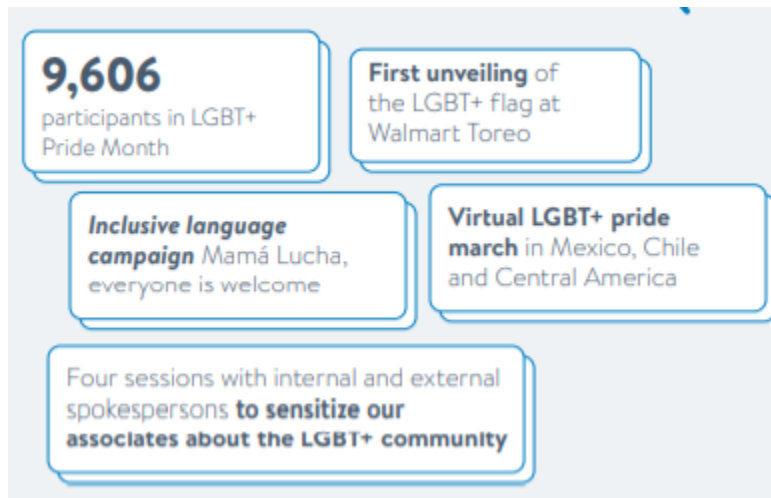 9,606
participants in LGBT+
Pride Month
First unveiling of
the LGBT+ flag at
Walmart Toreo
Inclusive language
campaign Mamá Lucha,
everyone is welcome
Virtual LGBT+ pride
march in Mexico, Chile
and Central America
Four sessions with internal and external
spokespersons to sensitize our
associates about the LGBT+ community